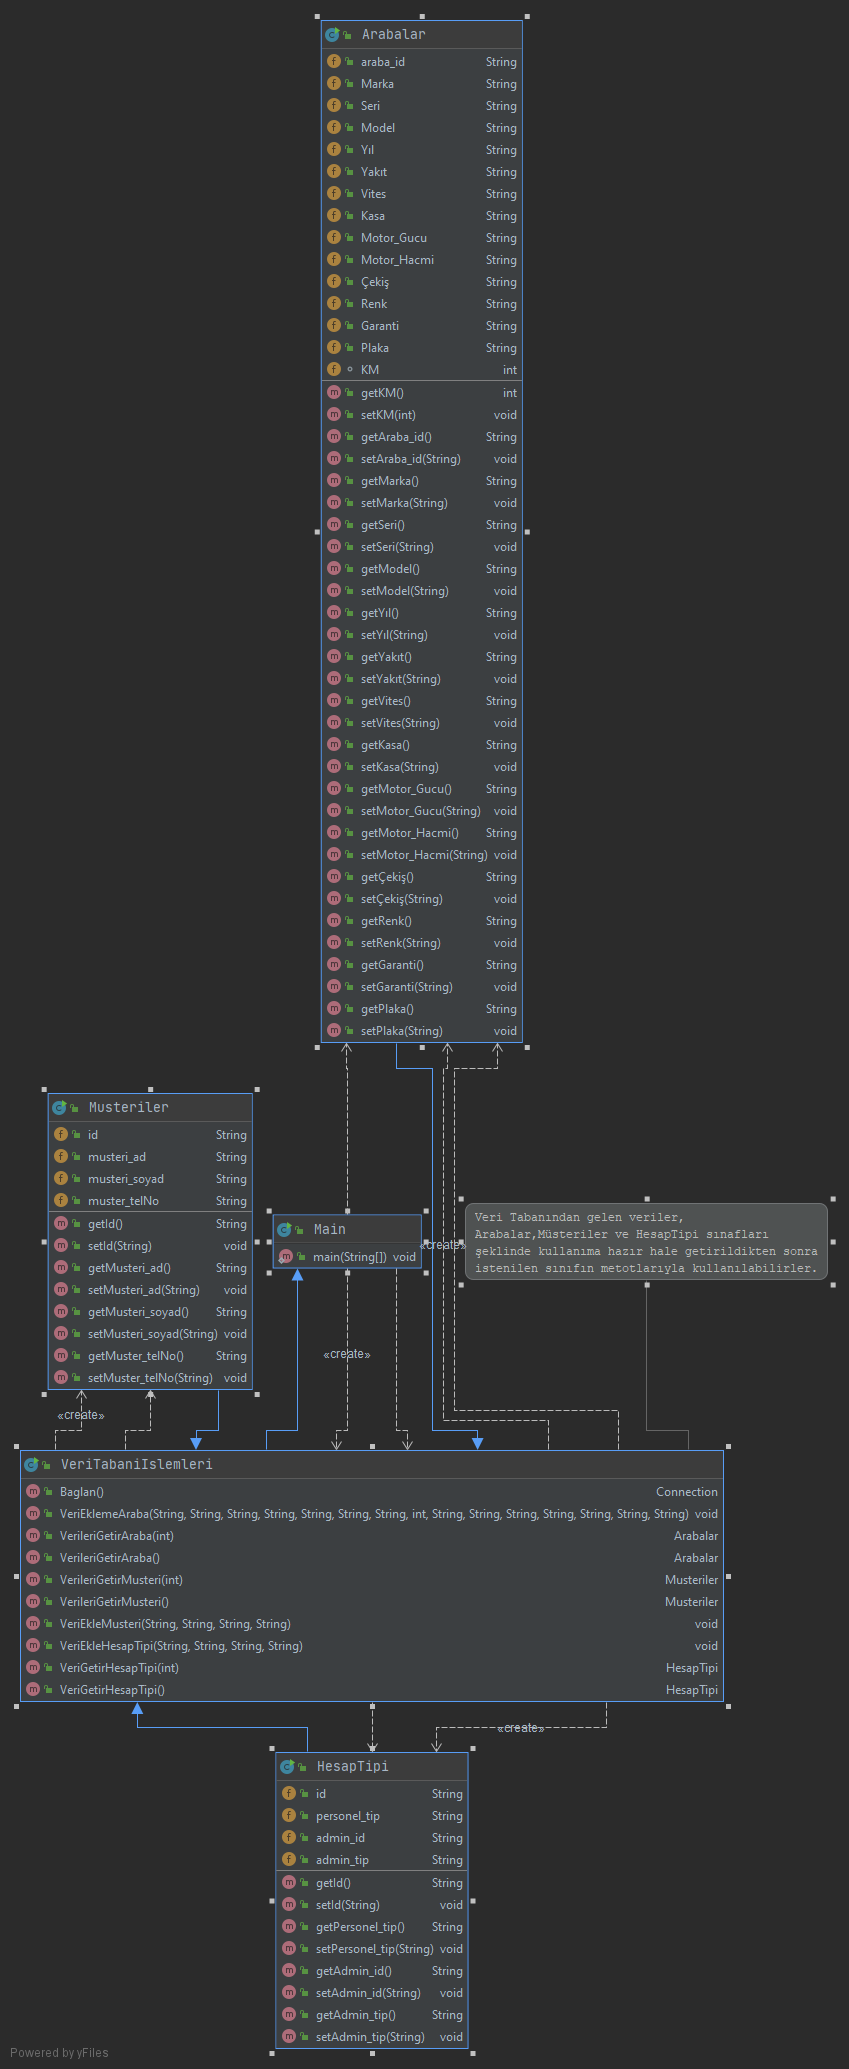 Arabalar
araba_id String
Marka String
Seri String
Model String
Yıl String
Yakıt String
Vites String
Kasa String
Motor_Gucu String
Motor_Hacmi String
Çekiş String
Renk String
Garanti String
Plaka String
KM int
getKM() int
setKM(int) void
getAraba_id() String
setAraba_id(String) void
getMarka() String
setMarka(String) void
getSeri() String
setSeri(String) void
getModel() String
setModel(String) void
getYıl() String
setYıl(String) void
getYakıt() String
setYakıt(String) void
getVites() String
setVites(String) void
getKasa() String
setKasa(String) void
getMotor_Gucu() String
setMotor_Gucu(String) void
getMotor_Hacmi() String
setMotor_Hacmi(String) void
getÇekiş() String
setÇekiş(String) void
getRenk() String
setRenk(String) void
getGaranti() String
setGaranti(String) void
getPlaka() String
setPlaka(String) void
Musteriler
id String
musteri_ad String
musteri_soyad String
muster_telNo String
getId() String
setId(String) void
getMusteri_ad() String
setMusteri_ad(String) void
getMusteri_soyad() String
setMusteri_soyad(String) void
getMuster_telNo() String
setMuster_telNo(String) void
Main
main(String[]) void
«create»
Veri Tabanından gelen veriler,
Arabalar,Müsteriler ve HesapTipi sınafları
şeklinde kullanıma hazır hale getirildikten sonra
istenilen sınıfın metotlarıyla kullanılabilirler.
«create»
«create»
VeriTabaniIslemleri
Baglan() Connection
VeriEklemeAraba(String, String, String, String, String, String, String, int, String, String, String, String, String, String, String) void
VerileriGetirAraba(int) Arabalar
VerileriGetirAraba() Arabalar
VerileriGetirMusteri(int) Musteriler
VerileriGetirMusteri() Musteriler
VeriEkleMusteri(String, String, String, String) void
VeriEkleHesapTipi(String, String, String, String) void
VeriGetirHesapTipi(int) HesapTipi
VeriGetirHesapTipi() HesapTipi
«create»
HesapTipi
id String
personel_tip String
admin_id String
admin_tip String
getId() String
setId(String) void
getPersonel_tip() String
setPersonel_tip(String) void
getAdmin_id() String
setAdmin_id(String) void
getAdmin_tip() String
setAdmin_tip(String) void
Powered by yFiles